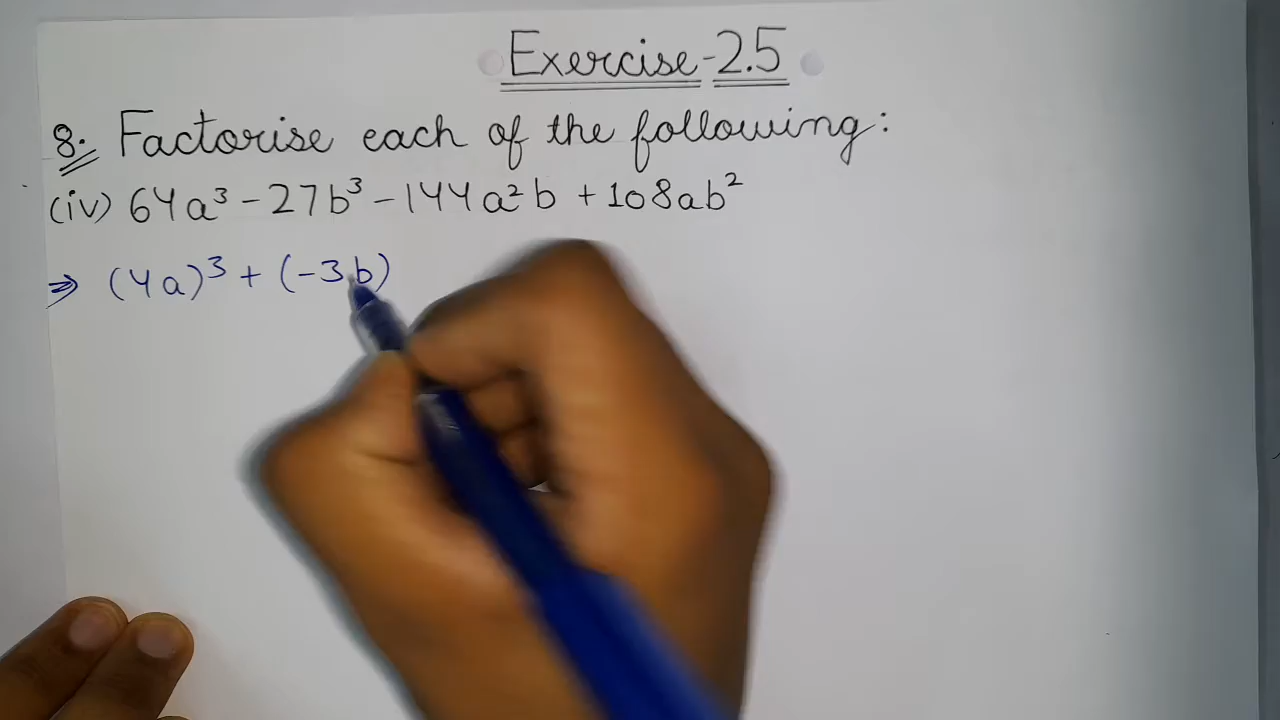 Exercise-2.5
8. Factorise each of the following:
(iv) 64a³ - 27b³ - 144a²b + 108ab²
⇒ (4a)³ + (-3b)